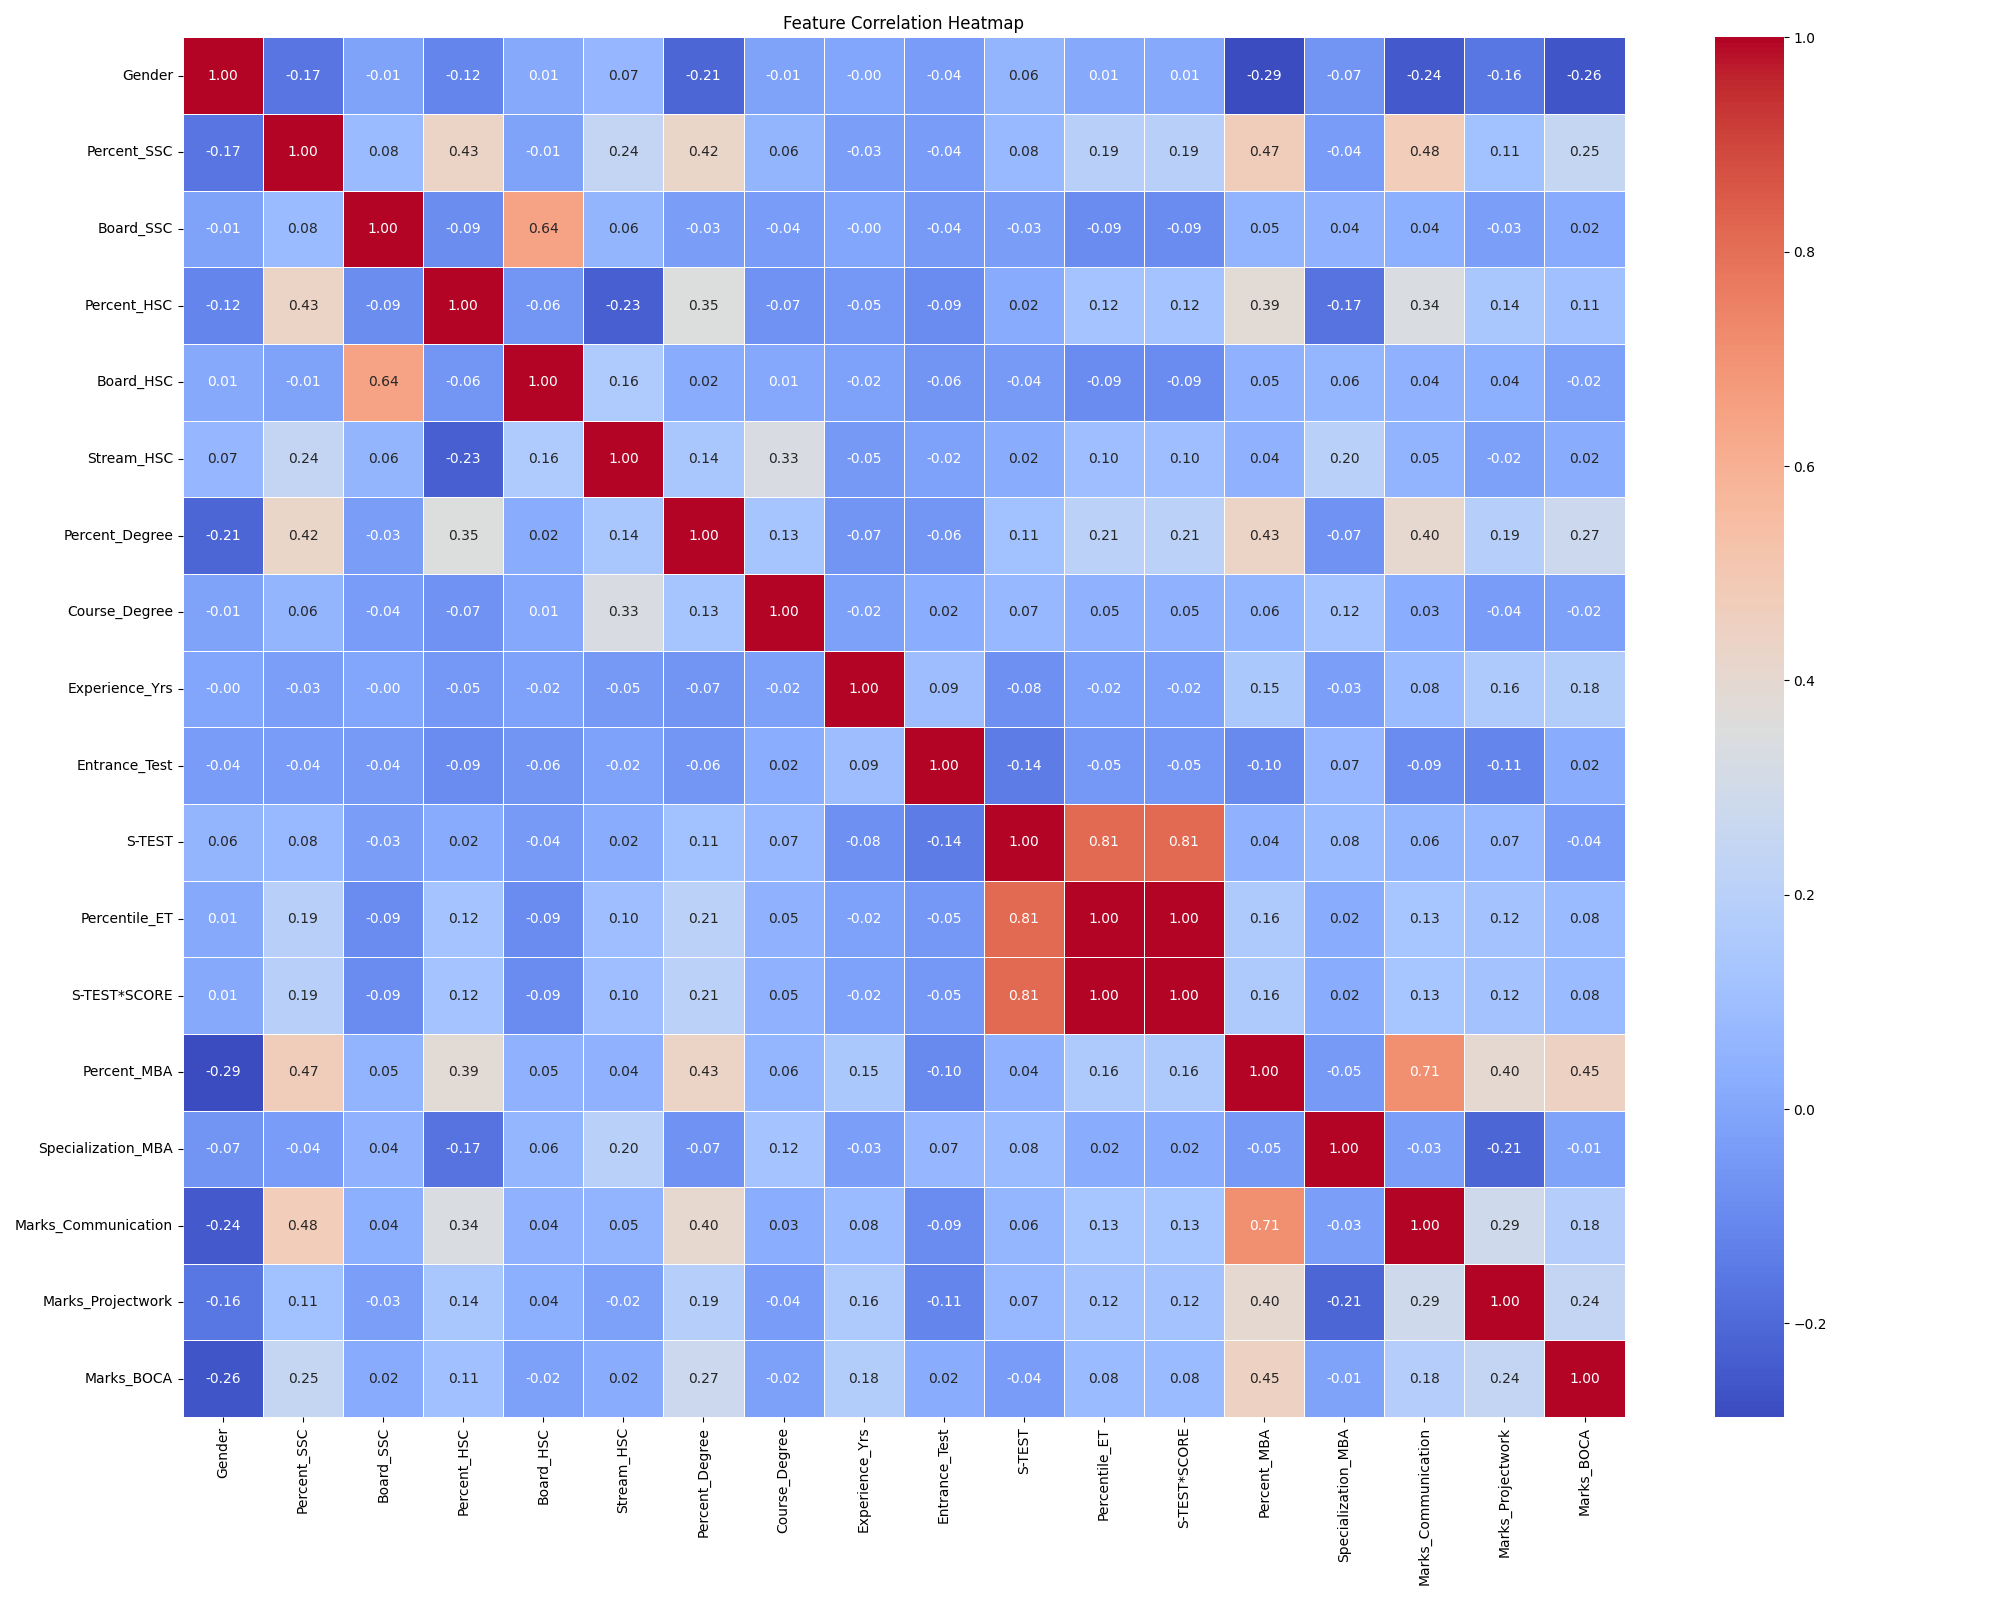 Feature Correlation Heatmap
Gender 1.00 -0.17 -0.01 -0.12 0.01 0.07 -0.21 -0.01 -0.00 -0.04 0.06 0.01 0.01 -0.29 -0.07 -0.24 -0.16 -0.26
Percent_SSC -0.17 1.00 0.08 0.43 -0.01 0.24 0.42 0.06 -0.03 -0.04 0.08 0.19 0.19 0.47 -0.04 0.48 0.11 0.25
Board_SSC -0.01 0.08 1.00 -0.09 0.64 0.06 -0.03 -0.04 -0.00 -0.04 -0.03 -0.09 -0.09 0.05 0.04 0.04 -0.03 0.02
Percent_HSC -0.12 0.43 -0.09 1.00 -0.06 -0.23 0.35 -0.07 -0.05 -0.09 0.02 0.12 0.12 0.39 -0.17 0.34 0.14 0.11
Board_HSC 0.01 -0.01 0.64 -0.06 1.00 0.16 0.02 0.01 -0.02 -0.06 -0.04 -0.09 -0.09 0.05 0.06 0.04 0.04 -0.02
Stream_HSC 0.07 0.24 0.06 -0.23 0.16 1.00 0.14 0.33 -0.05 -0.02 0.02 0.10 0.10 0.04 0.20 0.05 -0.02 0.02
Percent_Degree -0.21 0.42 -0.03 0.35 0.02 0.14 1.00 0.13 -0.07 -0.06 0.11 0.21 0.21 0.43 -0.07 0.40 0.19 0.27
Course_Degree -0.01 0.06 -0.04 -0.07 0.01 0.33 0.13 1.00 -0.02 0.02 0.07 0.05 0.05 0.06 0.12 0.03 -0.04 -0.02
Experience_Yrs -0.00 -0.03 -0.00 -0.05 -0.02 -0.05 -0.07 -0.02 1.00 0.09 -0.08 -0.02 -0.02 0.15 -0.03 0.08 0.16 0.18
Entrance_Test -0.04 -0.04 -0.04 -0.09 -0.06 -0.02 -0.06 0.02 0.09 1.00 -0.14 -0.05 -0.05 -0.10 0.07 -0.09 -0.11 0.02
S-TEST 0.06 0.08 -0.03 0.02 -0.04 0.02 0.11 0.07 -0.08 -0.14 1.00 0.81 0.81 0.04 0.08 0.06 0.07 -0.04
Percentile_ET 0.01 0.19 -0.09 0.12 -0.09 0.10 0.21 0.05 -0.02 -0.05 0.81 1.00 1.00 0.16 0.02 0.13 0.12 0.08
S-TEST*SCORE 0.01 0.19 -0.09 0.12 -0.09 0.10 0.21 0.05 -0.02 -0.05 0.81 1.00 1.00 0.16 0.02 0.13 0.12 0.08
Percent_MBA -0.29 0.47 0.05 0.39 0.05 0.04 0.43 0.06 0.15 -0.10 0.04 0.16 0.16 1.00 -0.05 0.71 0.40 0.45
Specialization_MBA -0.07 -0.04 0.04 -0.17 0.06 0.20 -0.07 0.12 -0.03 0.07 0.08 0.02 0.02 -0.05 1.00 -0.03 -0.21 -0.01
Marks_Communication -0.24 0.48 0.04 0.34 0.04 0.05 0.40 0.03 0.08 -0.09 0.06 0.13 0.13 0.71 -0.03 1.00 0.29 0.18
Marks_Projectwork -0.16 0.11 -0.03 0.14 0.04 -0.02 0.19 -0.04 0.16 -0.11 0.07 0.12 0.12 0.40 -0.21 0.29 1.00 0.24
Marks_BOCA -0.26 0.25 0.02 0.11 -0.02 0.02 0.27 -0.02 0.18 0.02 -0.04 0.08 0.08 0.45 -0.01 0.18 0.24 1.00
Gender
Percent_SSC
Board_SSC
Percent_HSC
Board_HSC
Stream_HSC
Percent_Degree
Course_Degree
Experience_Yrs
Entrance_Test
S-TEST
Percentile_ET
S-TEST*SCORE
Percent_MBA
Specialization_MBA
Marks_Communication
Marks_Projectwork
Marks_BOCA
1.0
0.8
0.6
0.4
0.2
0.0
−0.2